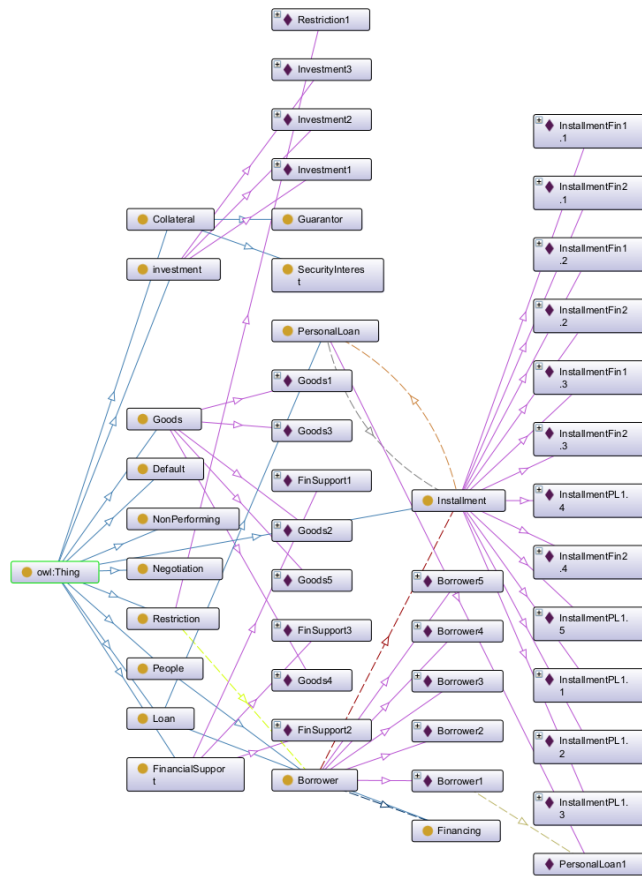 Restriction1
Investment3
Investment2
Investment1
Collateral
Guarantor
investment
SecurityInteres
t
PersonalLoan
Goods1
Goods
Goods3
Default
FinSupport1
NonPerforming
Goods2
owl:Thing
Negotiation
Goods5
Restriction
FinSupport3
People
Goods4
Loan
FinSupport2
FinancialSuppor
t
Borrower
Installment
Borrower5
Borrower4
Borrower3
Borrower2
Borrower1
Financing
InstallmentFin1
.1
InstallmentFin2
.1
InstallmentFin1
.2
InstallmentFin2
.2
InstallmentFin1
.3
InstallmentFin2
.3
InstallmentPL1.
4
InstallmentFin2
.4
InstallmentPL1.
5
InstallmentPL1.
1
InstallmentPL1.
2
InstallmentPL1.
3
PersonalLoan1